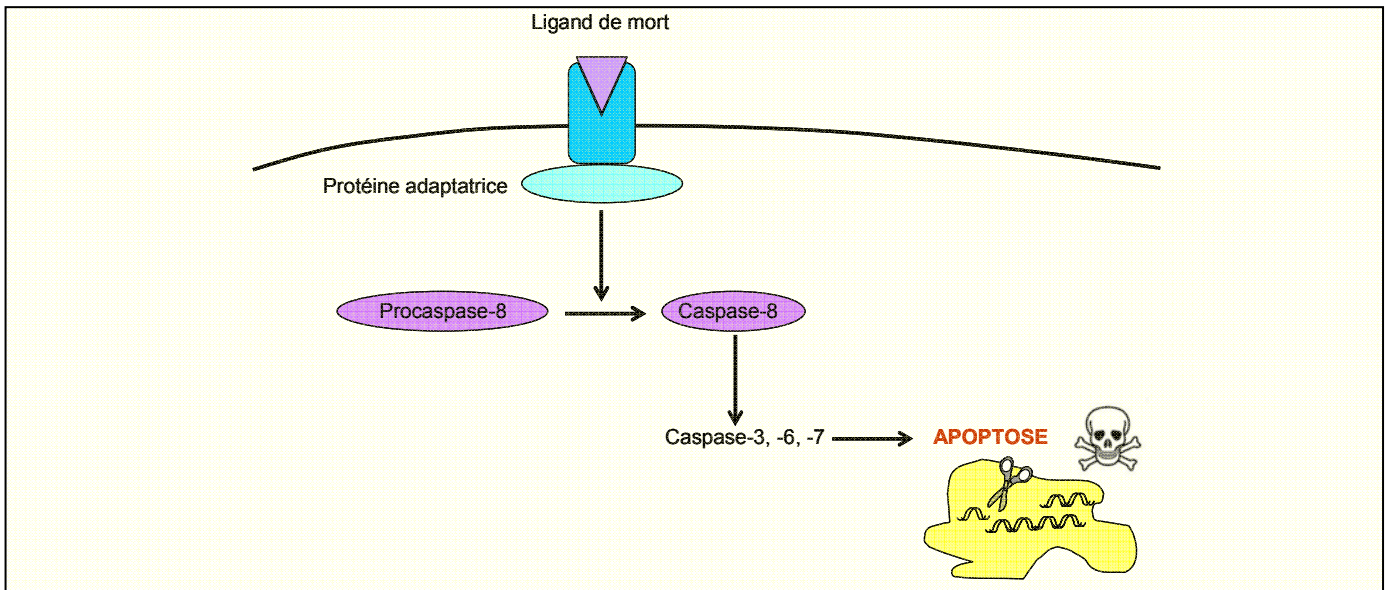 Ligand de mort
Protéine adaptatrice
Procaspase-8
Caspase-8
Caspase-3, -6, -7
APOPTOSE